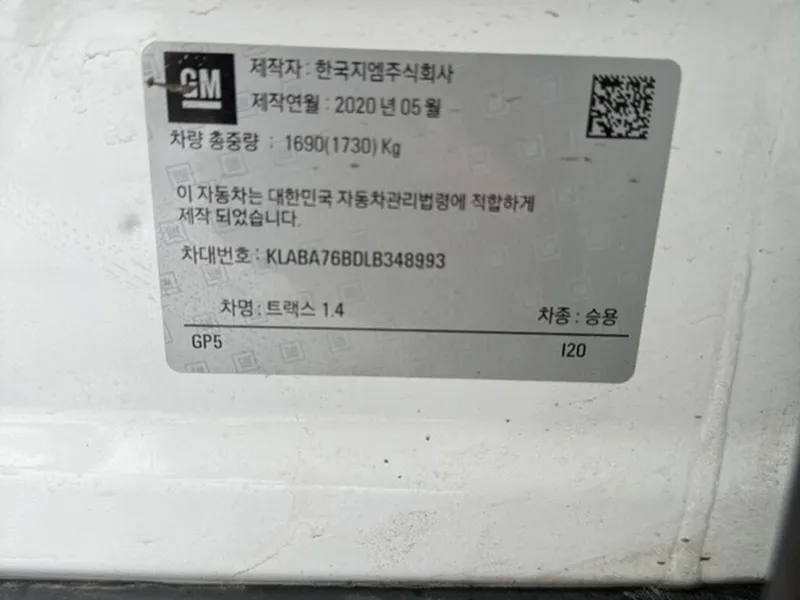 GM
제작자 : 한국지엠주식회사
제작연월 : 2020 년 05 월
차량 총중량 : 1690(1730) Kg
이 자동차는 대한민국 자동차관리법령에 적합하게
제작 되었습니다.
차대번호 : KLABA76BDLB348993
차명 : 트랙스 1.4 차종 : 승용
GP5 I20